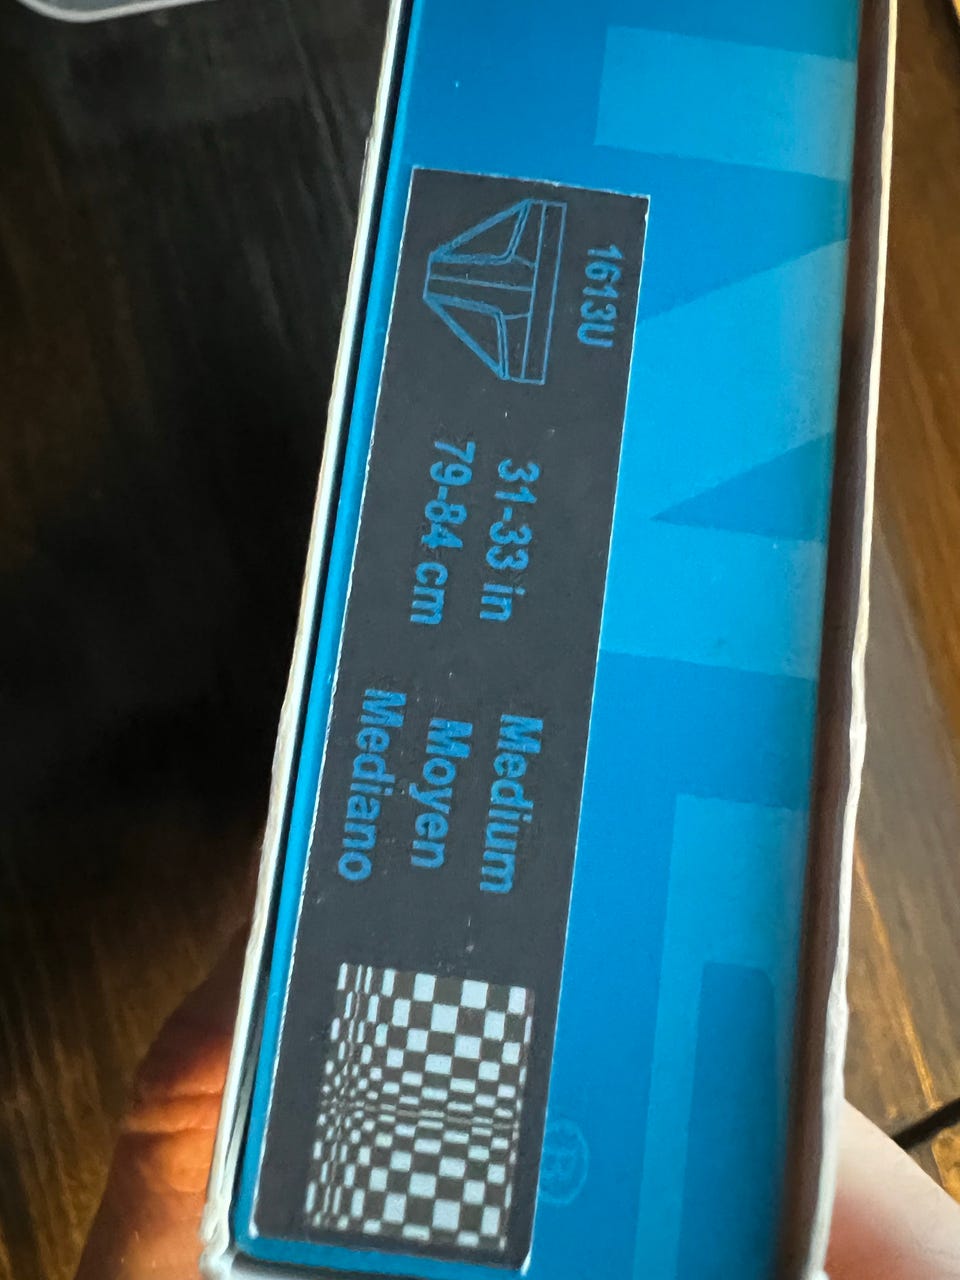 1613U
31-33 in
79-84 cm
Medium
Moyen
Mediano